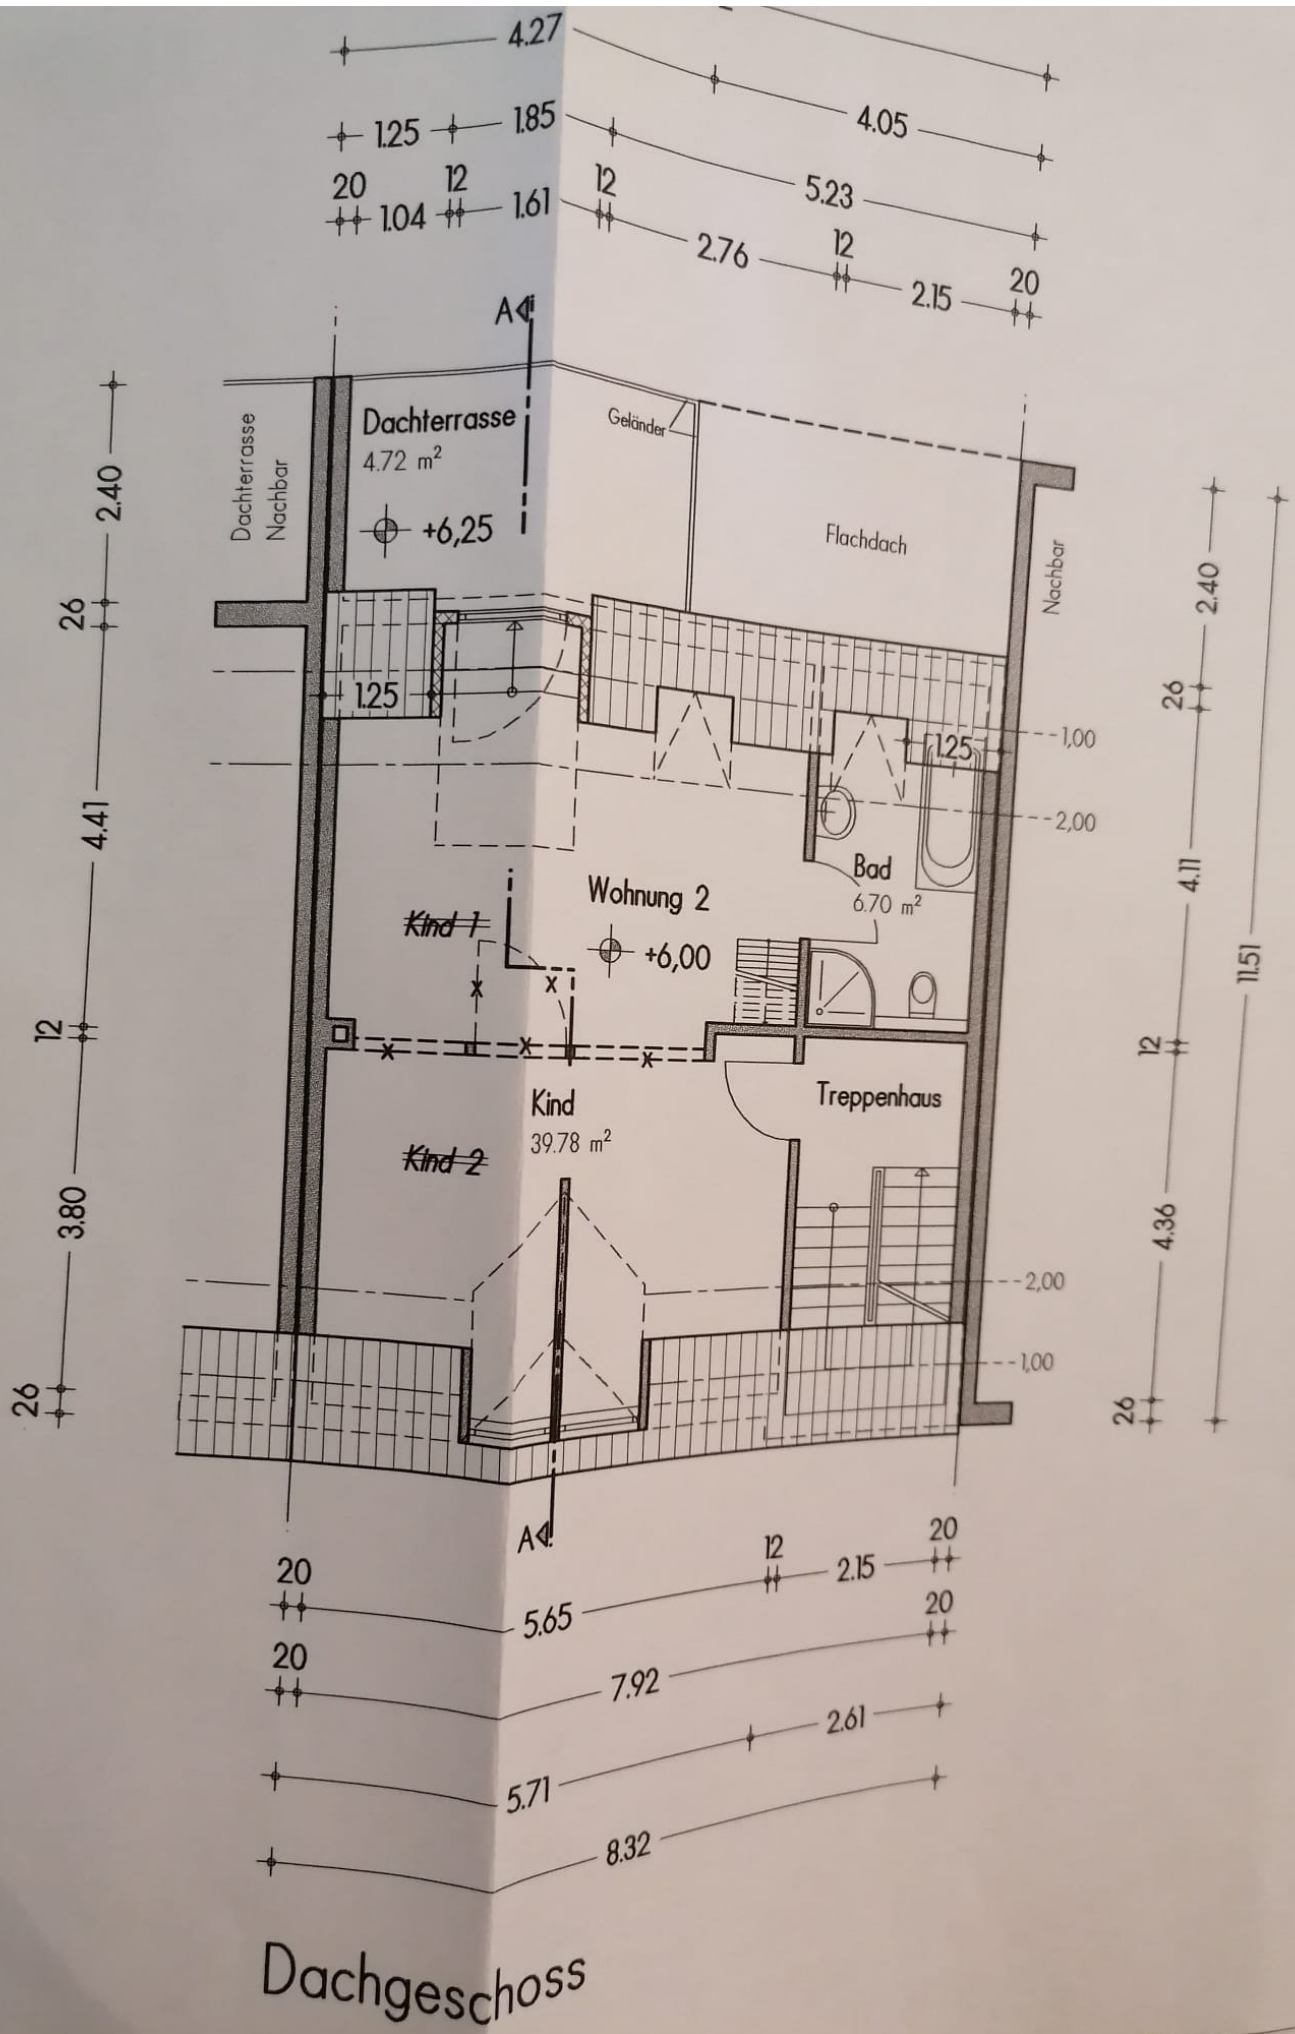 4.27
4.05
1.25
1.85
5.23
20
1.04
12
1.61
12
2.76
12
2.15
20
A
Dachterrasse
4.72 m²
+6,25
Geländer
Flachdach
Dachterrasse
Nachbar
Nachbar
2.40
26
4.41
12
3.80
26
2.40
26
4.11
12
4.36
26
11.51
1.25
1.25
1,00
2,00
Bad
6.70 m²
Wohnung 2
+6,00
Kind 1
x
x
x
x
x
Kind
39.78 m²
Kind 2
Treppenhaus
2,00
1,00
A
20
5.65
12
2.15
20
20
7.92
20
5.71
2.61
8.32
Dachgeschoss